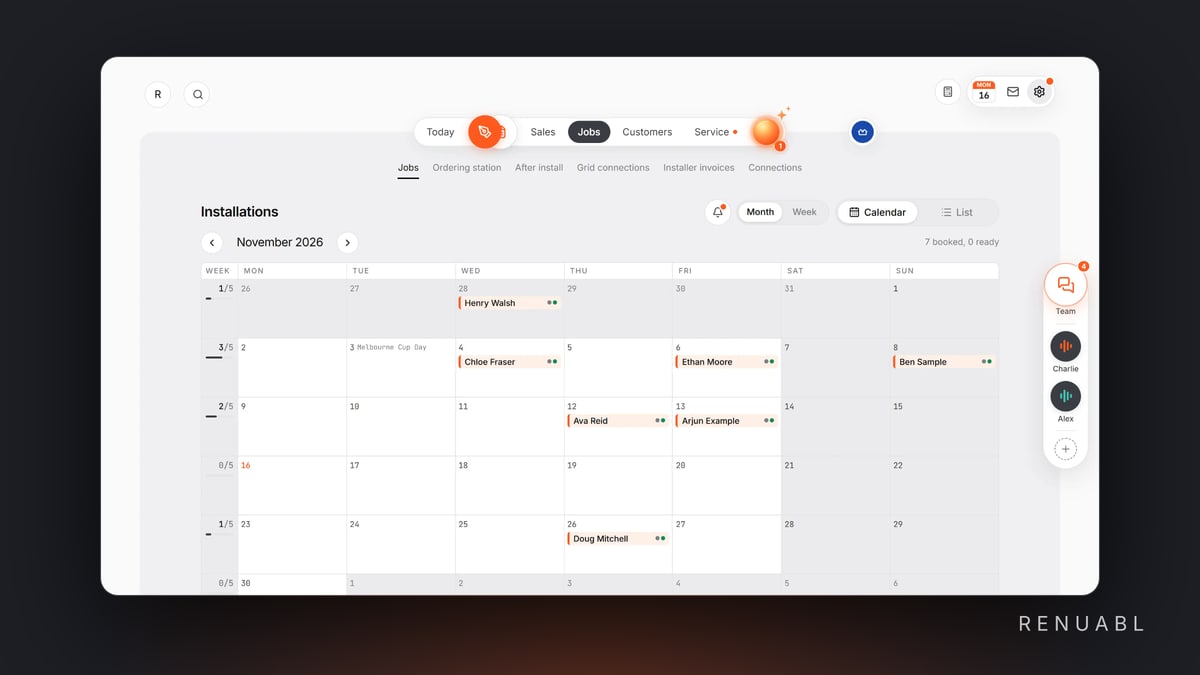 R
MON
16
Today
Sales
Jobs
Customers
Service
1
Jobs
Ordering station
After install
Grid connections
Installer invoices
Connections
Installations
Month
Week
Calendar
List
November 2026
7 booked, 0 ready
WEEK MON TUE WED THU FRI SAT SUN
1/5 26 27 28 29 30 31 1
Henry Walsh
3/5 2 3 Melbourne Cup Day 4 5 6 7 8
Chloe Fraser Ethan Moore Ben Sample
2/5 9 10 11 12 13 14 15
Ava Reid Arjun Example
0/5 16 17 18 19 20 21 22
1/5 23 24 25 26 27 28 29
Doug Mitchell
0/5 30 1 2 3 4 5 6
4
Team
Charlie
Alex
RENUABL